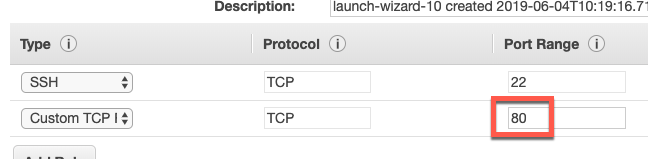 Description: launch-wizard-10 created 2019-06-04T10:19:16.71
Type i Protocol i Port Range i
SSH TCP 22
Custom TCP TCP 80